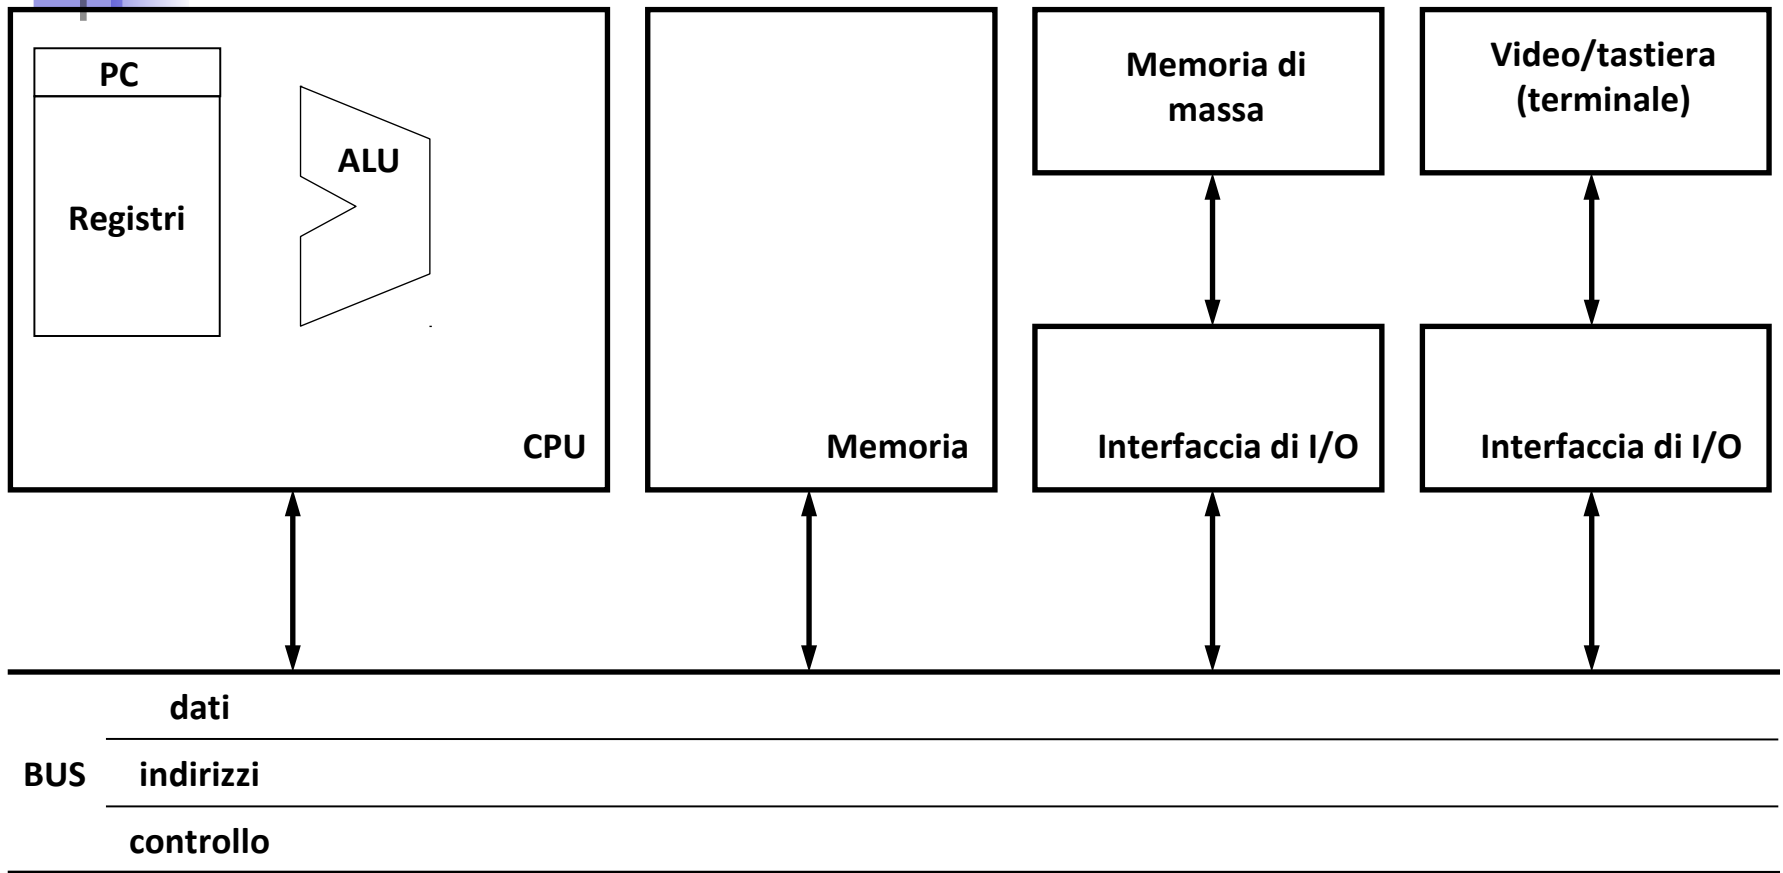 PC
Registri
ALU
CPU
Memoria
Memoria di
massa
Interfaccia di I/O
Video/tastiera
(terminale)
Interfaccia di I/O
BUS
dati
indirizzi
controllo